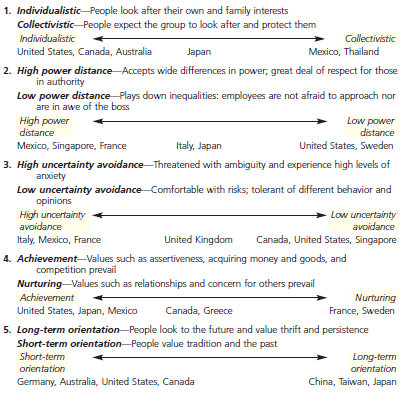 1. Individualistic—People look after their own and family interests
Collectivistic—People expect the group to look after and protect them
Individualistic Collectivistic
United States, Canada, Australia Japan Mexico, Thailand
2. High power distance—Accepts wide differences in power; great deal of respect for those
in authority
Low power distance—Plays down inequalities: employees are not afraid to approach nor
are in awe of the boss
High power Low power
distance distance
Mexico, Singapore, France Italy, Japan United States, Sweden
3. High uncertainty avoidance—Threatened with ambiguity and experience high levels of
anxiety
Low uncertainty avoidance—Comfortable with risks; tolerant of different behavior and
opinions
High uncertainty Low uncertainty
avoidance avoidance
Italy, Mexico, France United Kingdom Canada, United States, Singapore
4. Achievement—Values such as assertiveness, acquiring money and goods, and
competition prevail
Nurturing—Values such as relationships and concern for others prevail
Achievement Nurturing
United States, Japan, Mexico Canada, Greece France, Sweden
5. Long-term orientation—People look to the future and value thrift and persistence
Short-term orientation—People value tradition and the past
Short-term Long-term
orientation orientation
Germany, Australia, United States, Canada China, Taiwan, Japan